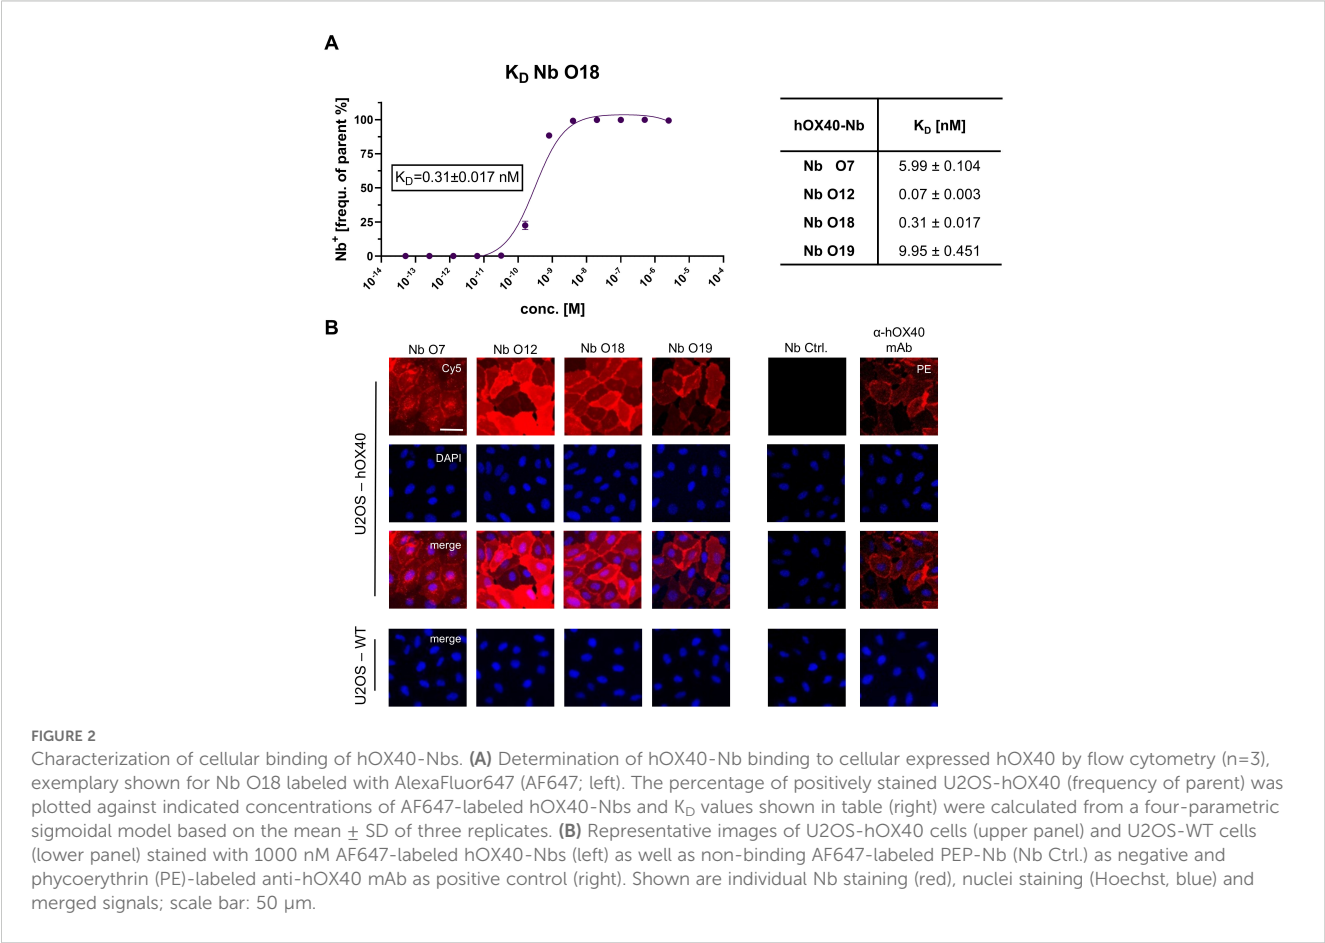 A
K_D Nb O18
Nb⁺ [frequ. of parent %]
100
75
50
25
0
K_D=0.31±0.017 nM
10⁻¹⁴ 10⁻¹³ 10⁻¹² 10⁻¹¹ 10⁻¹⁰ 10⁻⁹ 10⁻⁸ 10⁻⁷ 10⁻⁶ 10⁻⁵ 10⁻⁴
conc. [M]
hOX40-Nb K_D [nM]
Nb O7 5.99 ± 0.104
Nb O12 0.07 ± 0.003
Nb O18 0.31 ± 0.017
Nb O19 9.95 ± 0.451
B
Nb O7 Nb O12 Nb O18 Nb O19 Nb Ctrl. α-hOX40
mAb
U2OS – hOX40
Cy5 PE
DAPI
merge
U2OS – WT
merge
FIGURE 2
Characterization of cellular binding of hOX40-Nbs. (A) Determination of hOX40-Nb binding to cellular expressed hOX40 by flow cytometry (n=3),
exemplary shown for Nb O18 labeled with AlexaFluor647 (AF647; left). The percentage of positively stained U2OS-hOX40 (frequency of parent) was
plotted against indicated concentrations of AF647-labeled hOX40-Nbs and K_D values shown in table (right) were calculated from a four-parametric
sigmoidal model based on the mean ± SD of three replicates. (B) Representative images of U2OS-hOX40 cells (upper panel) and U2OS-WT cells
(lower panel) stained with 1000 nM AF647-labeled hOX40-Nbs (left) as well as non-binding AF647-labeled PEP-Nb (Nb Ctrl.) as negative and
phycoerythrin (PE)-labeled anti-hOX40 mAb as positive control (right). Shown are individual Nb staining (red), nuclei staining (Hoechst, blue) and
merged signals; scale bar: 50 µm.